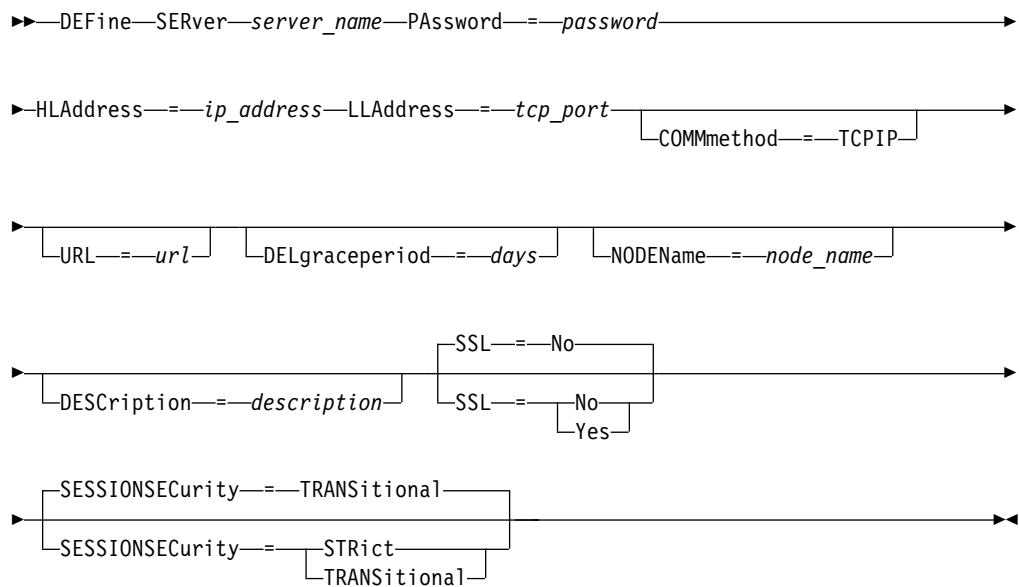 DEFine SERver server_name PAssword = password
HLAddress = ip_address LLAddress = tcp_port
COMMmethod = TCPIP
URL = url DELgraceperiod = days NODEName = node_name
SSL = No
DESCription = description SSL = No
Yes
SESSIONSECurity = TRANSitional
SESSIONSECurity = STRict
TRANSitional